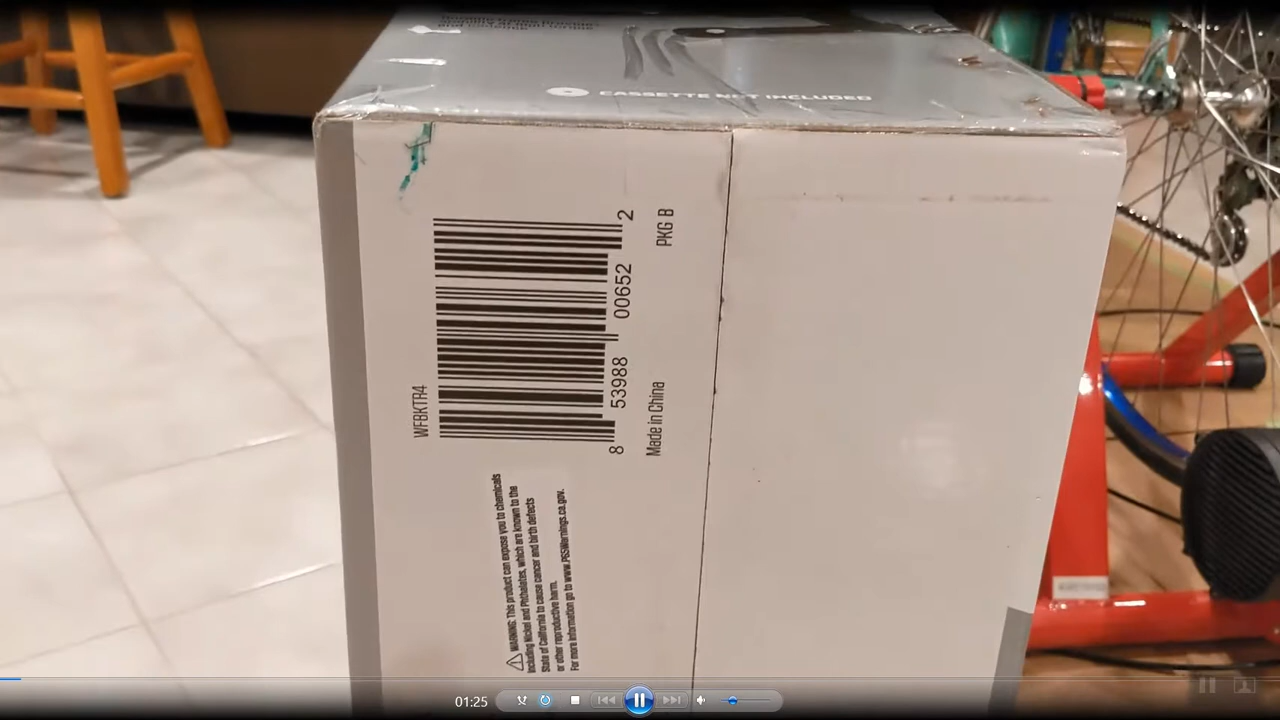 CASSETTE NOT INCLUDED
WFBKTR4
8 53988 00652 2
PKG B
Made in China
WARNING: This product can expose you to chemicals
including Nickel and Phthalates, which are known to the
State of California to cause cancer and birth defects
or other reproductive harm.
For more information go to www.P65Warnings.ca.gov.
01:25